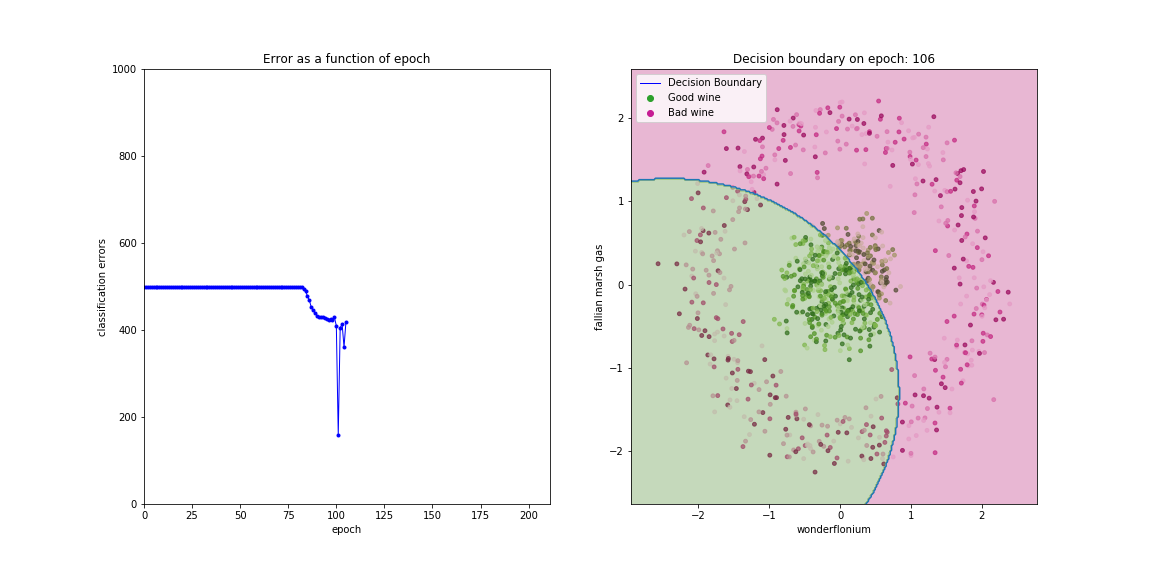 Error as a function of epoch
1000
800
600
400
200
0
classification errors
0 25 50 75 100 125 150 175 200
epoch
Decision boundary on epoch: 106
Decision Boundary
Good wine
Bad wine
2
1
0
−1
−2
fallian marsh gas
−2 −1 0 1 2
wonderflonium